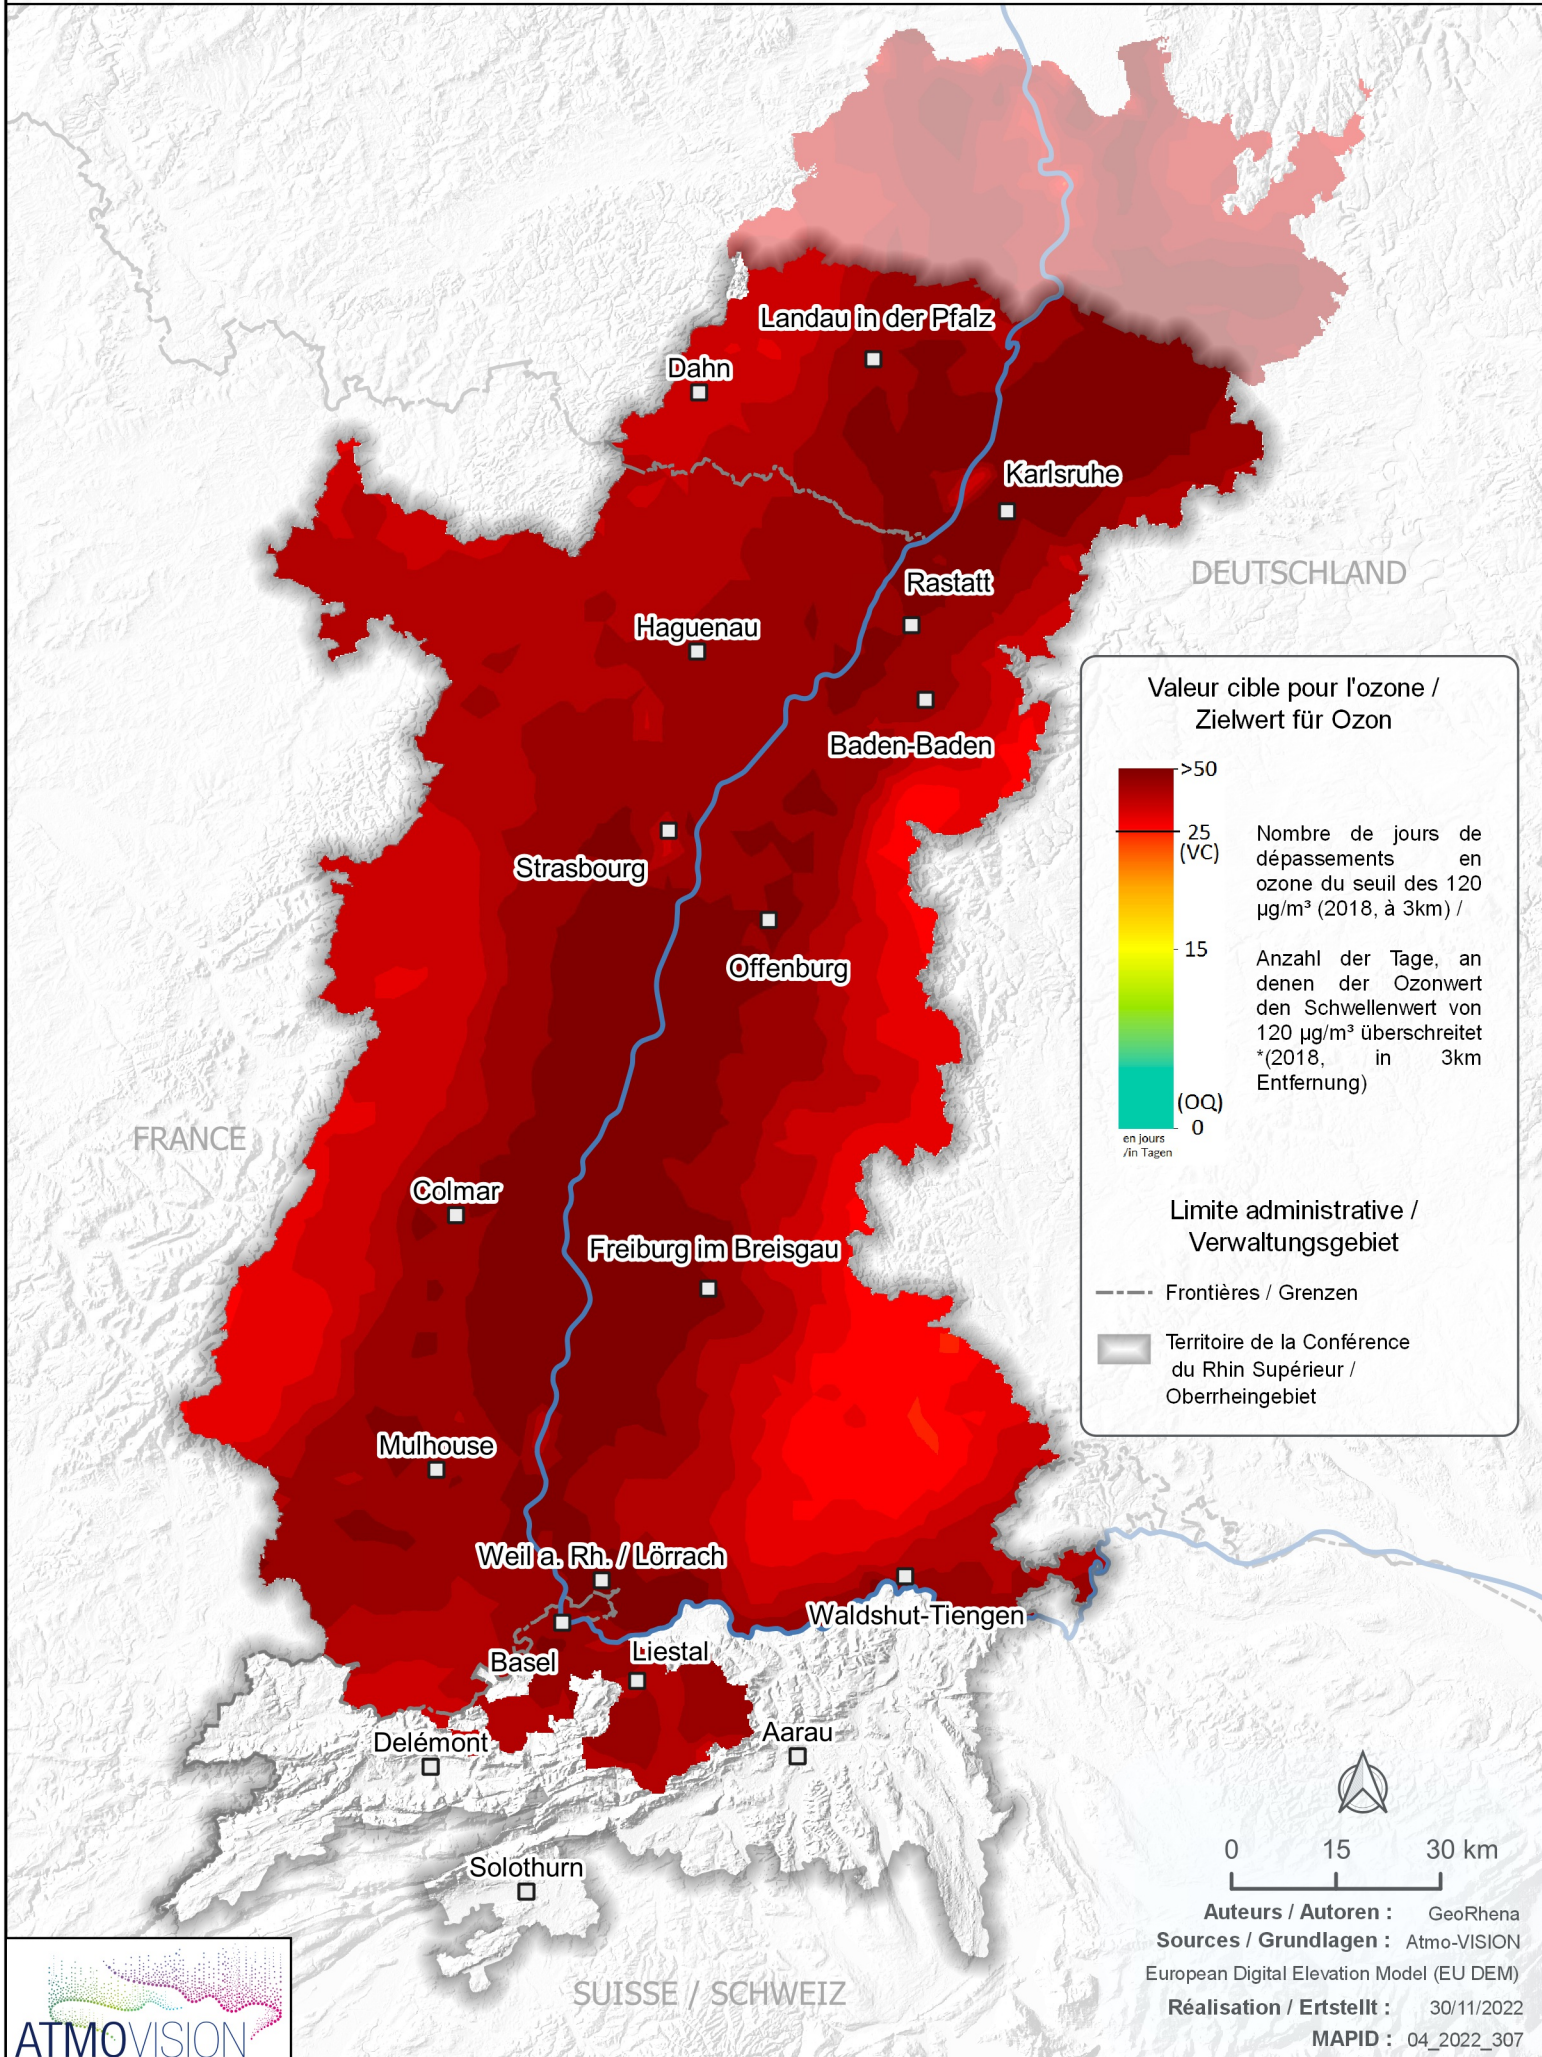 Landau in der Pfalz
Dahn
Karlsruhe
DEUTSCHLAND
Rastatt
Haguenau
Baden-Baden
Strasbourg
Offenburg
FRANCE
Colmar
Freiburg im Breisgau
Mulhouse
Weil a. Rh. / Lörrach
Waldshut-Tiengen
Basel
Liestal
Delémont
Aarau
Solothurn
SUISSE / SCHWEIZ
Valeur cible pour l'ozone /
Zielwert für Ozon
>50
25
(VC)
15
(OQ)
0
en jours
/in Tagen
Nombre de jours de
dépassements en
ozone du seuil des 120
µg/m³ (2018, à 3km) /
Anzahl der Tage, an
denen der Ozonwert
den Schwellenwert von
120 µg/m³ überschreitet
*(2018, in 3km
Entfernung)
Limite administrative /
Verwaltungsgebiet
Frontières / Grenzen
Territoire de la Conférence
du Rhin Supérieur /
Oberrheingebiet
0 15 30 km
Auteurs / Autoren : GeoRhena
Sources / Grundlagen : Atmo-VISION
European Digital Elevation Model (EU DEM)
Réalisation / Ertstellt : 30/11/2022
MAPID : 04_2022_307
ATMOVISION